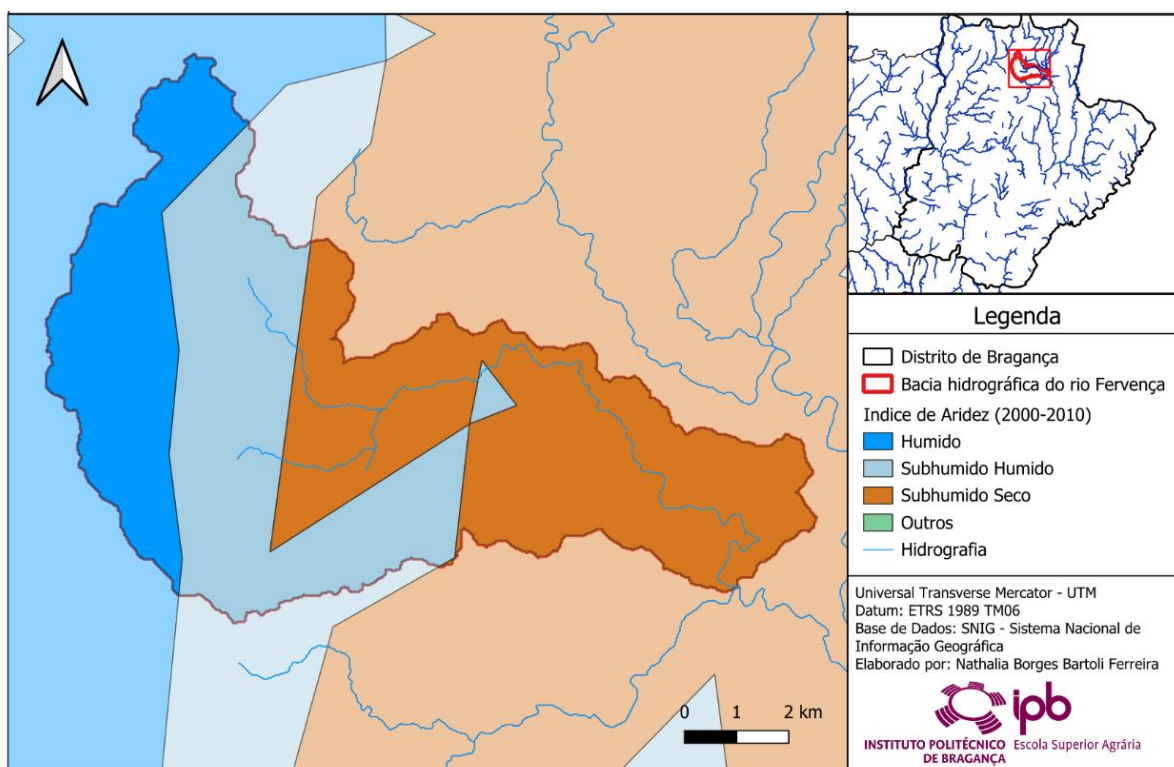 Legenda
Distrito de Bragança
Bacia hidrográfica do rio Fervença
Indice de Aridez (2000-2010)
Humido
Subhumido Humido
Subhumido Seco
Outros
Hidrografia
Universal Transverse Mercator - UTM
Datum: ETRS 1989 TM06
Base de Dados: SNIG - Sistema Nacional de
Informação Geográfica
Elaborado por: Nathalia Borges Bartoli Ferreira
ipb
INSTITUTO POLITÉCNICO Escola Superior Agrária
DE BRAGANÇA
0 1 2 km